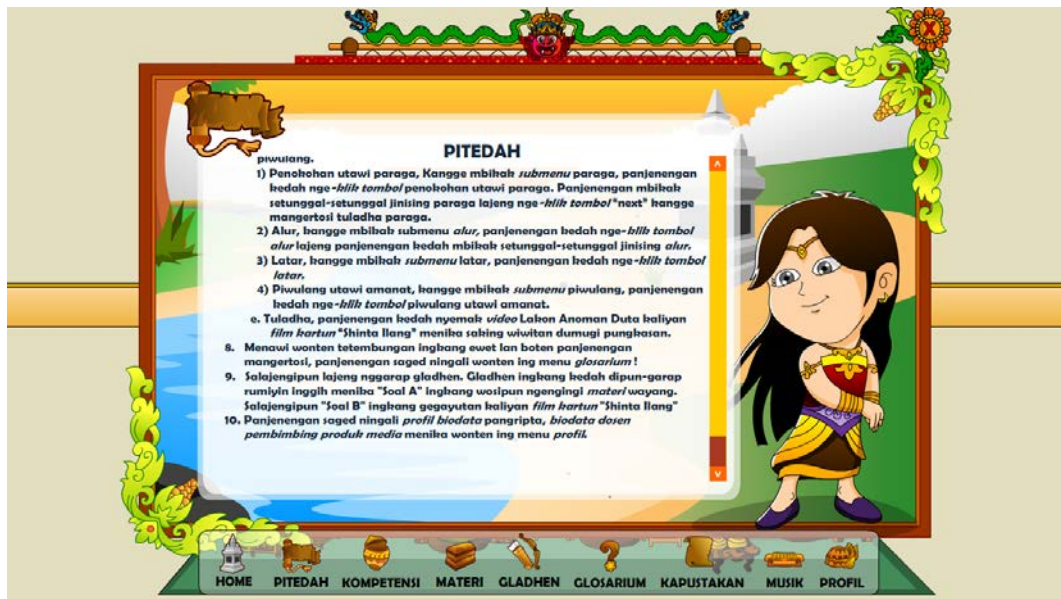 PITEDAH
piwulang.
1) Penokohan utawi paraga, Kangge mbikak submenu paraga, panjenengan
kedah nge-klik tombol penokohan utawi paraga. Panjenengan mbikak
setunggal-setunggal jinising paraga lajeng nge-klik tombol "next" kangge
mangertosi tuladha paraga.
2) Alur, kangge mbikak submenu alur, panjenengan kedah nge-klik tombol
alur lajeng panjenengan kedah mbikak setunggal-setunggal jinising alur.
3) Latar, kangge mbikak submenu latar, panjenengan kedah nge-klik tombol
latar.
4) Piwulang utawi amanat, kangge mbikak submenu piwulang, panjenengan
kedah nge-klik tombol piwulang utawi amanat.
e. Tuladha, panjenengan kedah nyemak video Lakon Anoman Duta kaliyan
film kartun "Shinta Ilang" menika saking wiwitan dumugi pungkasan.
8. Menawi wonten tetembungan ingkang ewet lan boten panjenengan
mangertosi, panjenengan saged ningali wonten ing menu glosarium !
9. Salajengipun lajeng nggarap gladhen. Gladhen ingkang kedah dipun-garap
rumiyin inggih menika "Soal A" ingkang wosipun ngengingi materi wayang.
Salajengipun "Soal B" ingkang gegayutan kaliyan film kartun "Shinta Ilang"
10. Panjenengan saged ningali profil biodata pangripta, biodata dosen
pembimbing produk media menika wonten ing menu profil.
X
HOME PITEDAH KOMPETENSI MATERI GLADHEN GLOSARIUM KAPUSTAKAN MUSIK PROFIL